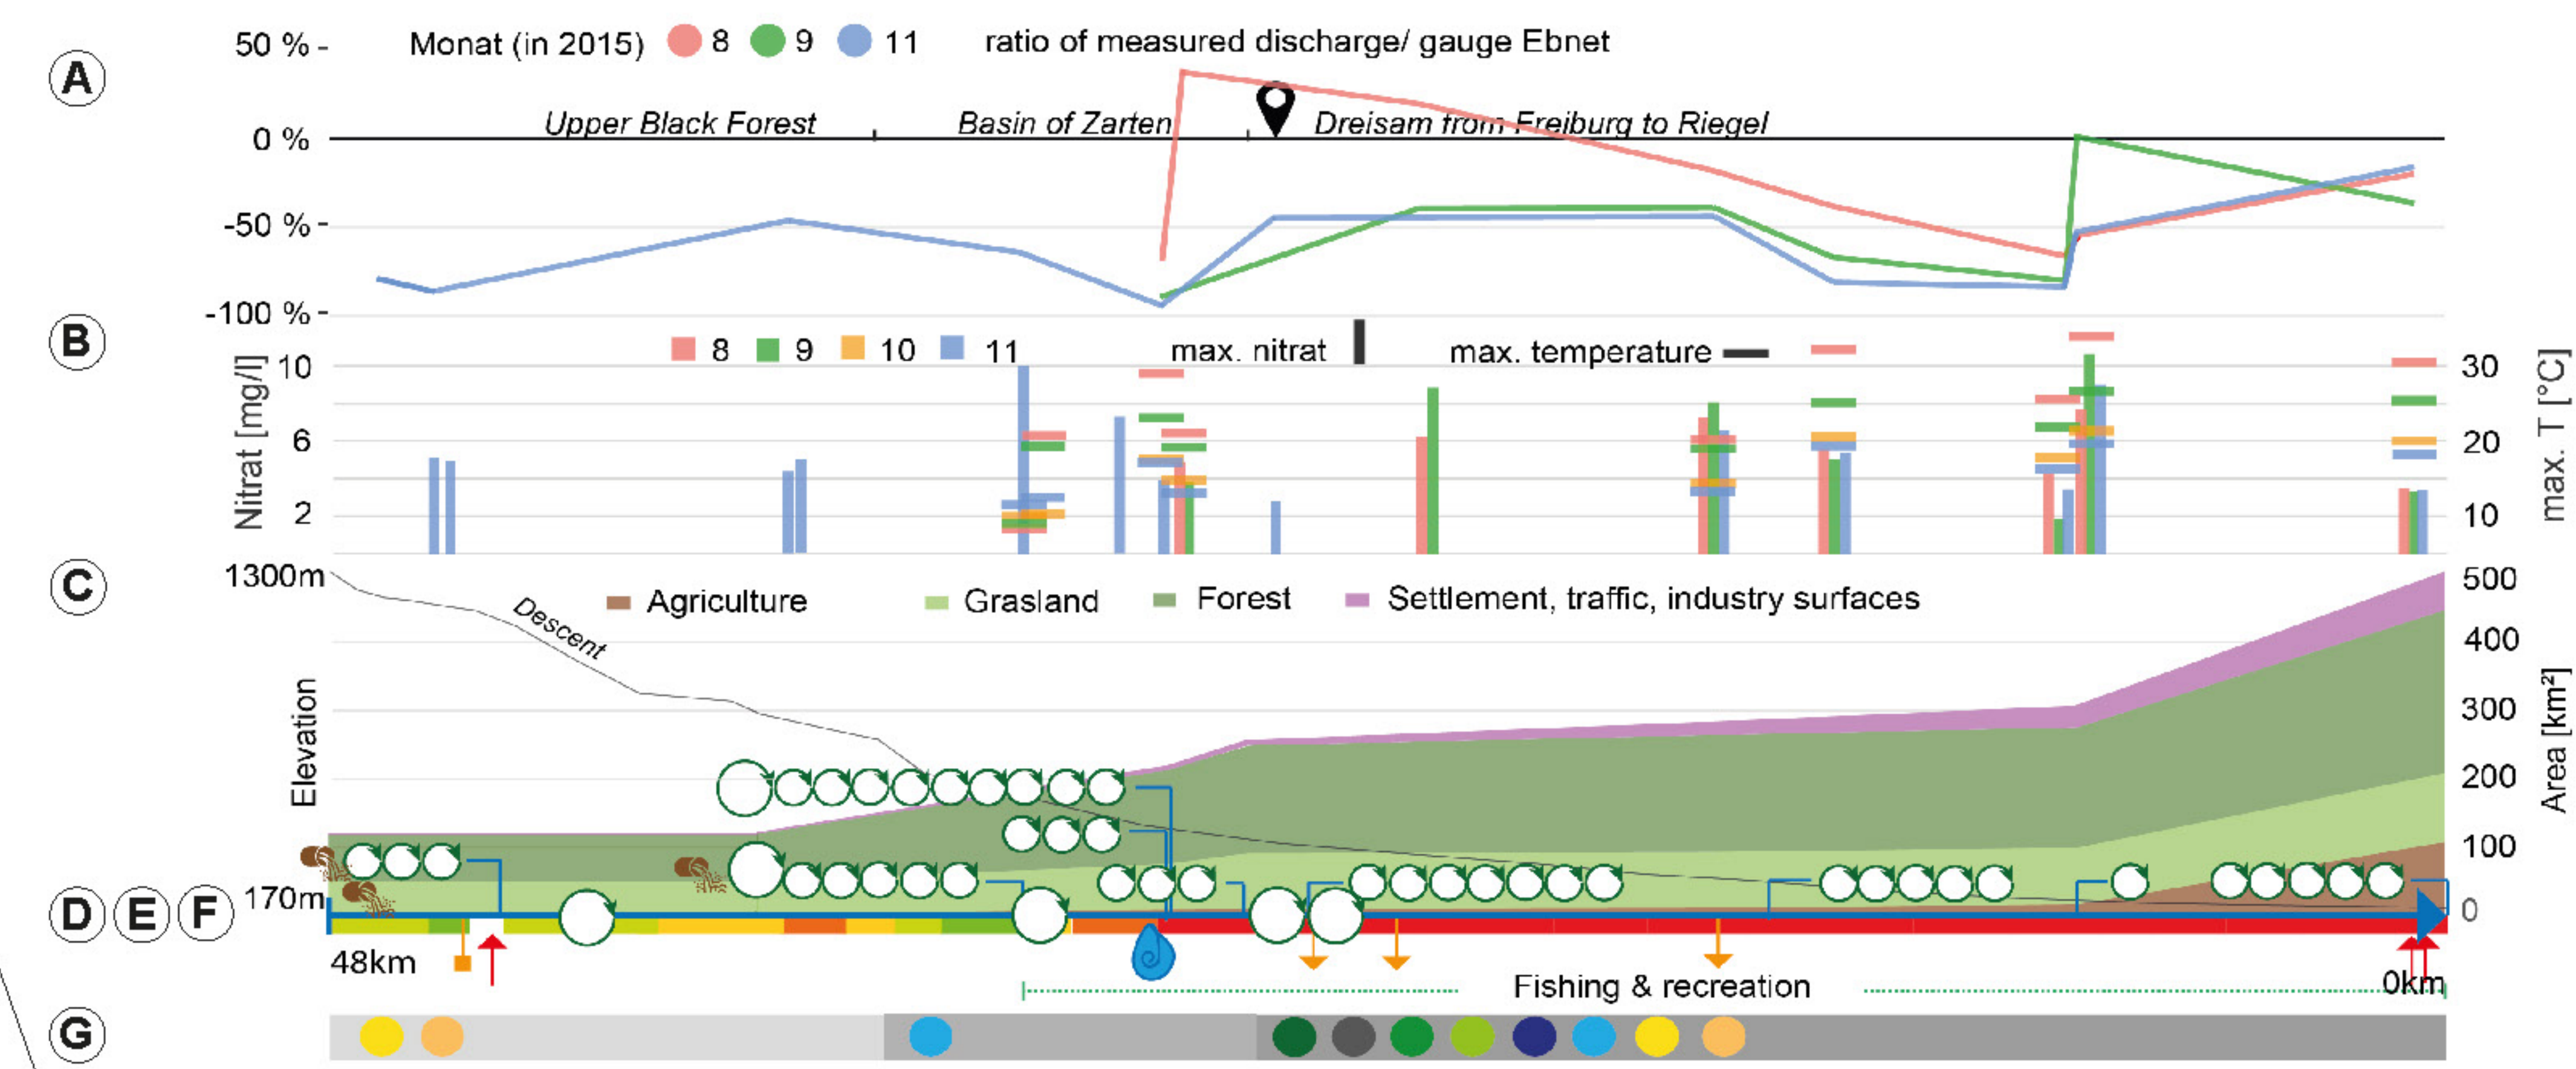 A
50 %
Monat (in 2015) 8 9 11 ratio of measured discharge/ gauge Ebnet
Upper Black Forest Basin of Zarten Dreisam from Freiburg to Riegel
0 %
-50 %
-100 %
B
8 9 10 11 max. nitrat max. temperature
Nitrat [mg/l]
10
6
2
30
20
10
max. T [°C]
C
1300m
Agriculture Grasland Forest Settlement, traffic, industry surfaces
Descent
Elevation
170m
500
400
300
200
100
0
Area [km²]
D E F
48km
0km
Fishing & recreation
G